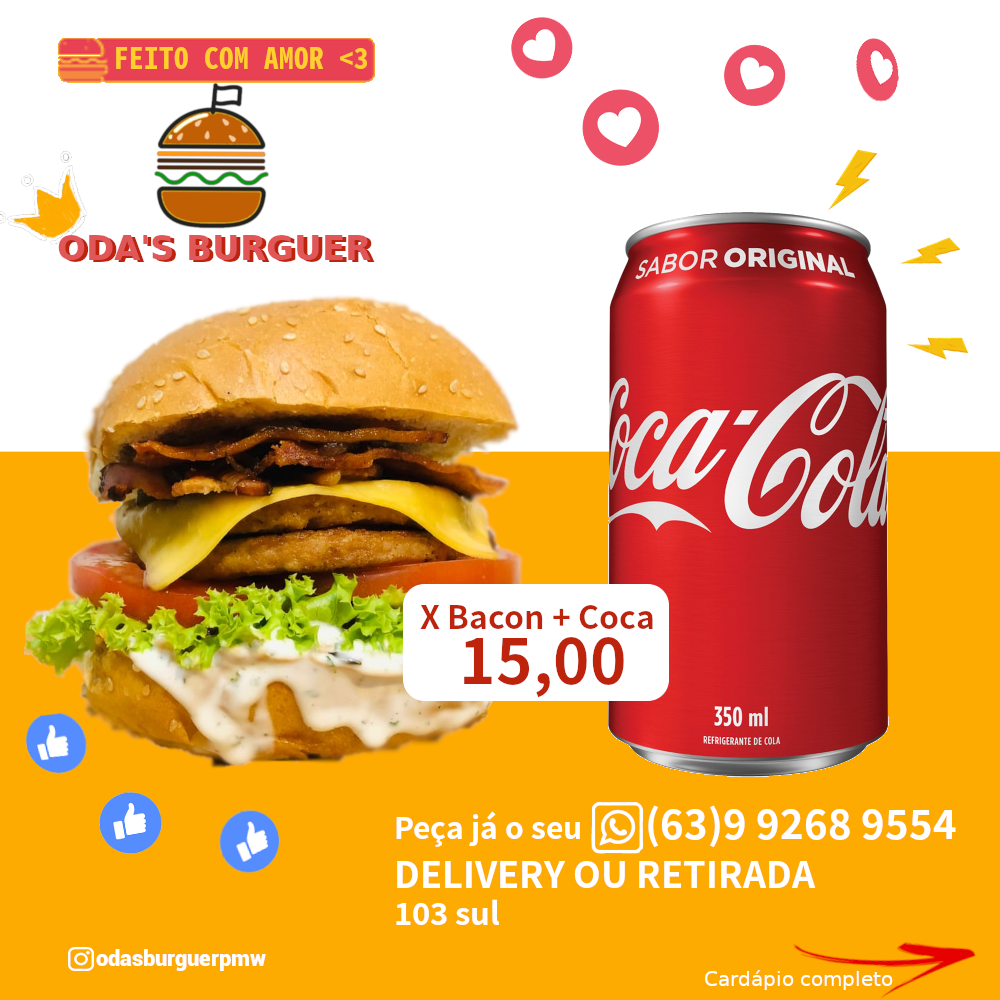 FEITO COM AMOR <3
ODA'S BURGUER
SABOR ORIGINAL
Coca-Cola
X Bacon + Coca
15,00
350 ml
REFRIGERANTE DE COLA
Peça já o seu (63)9 9268 9554
DELIVERY OU RETIRADA
103 sul
odasburguerpmw
Cardápio completo